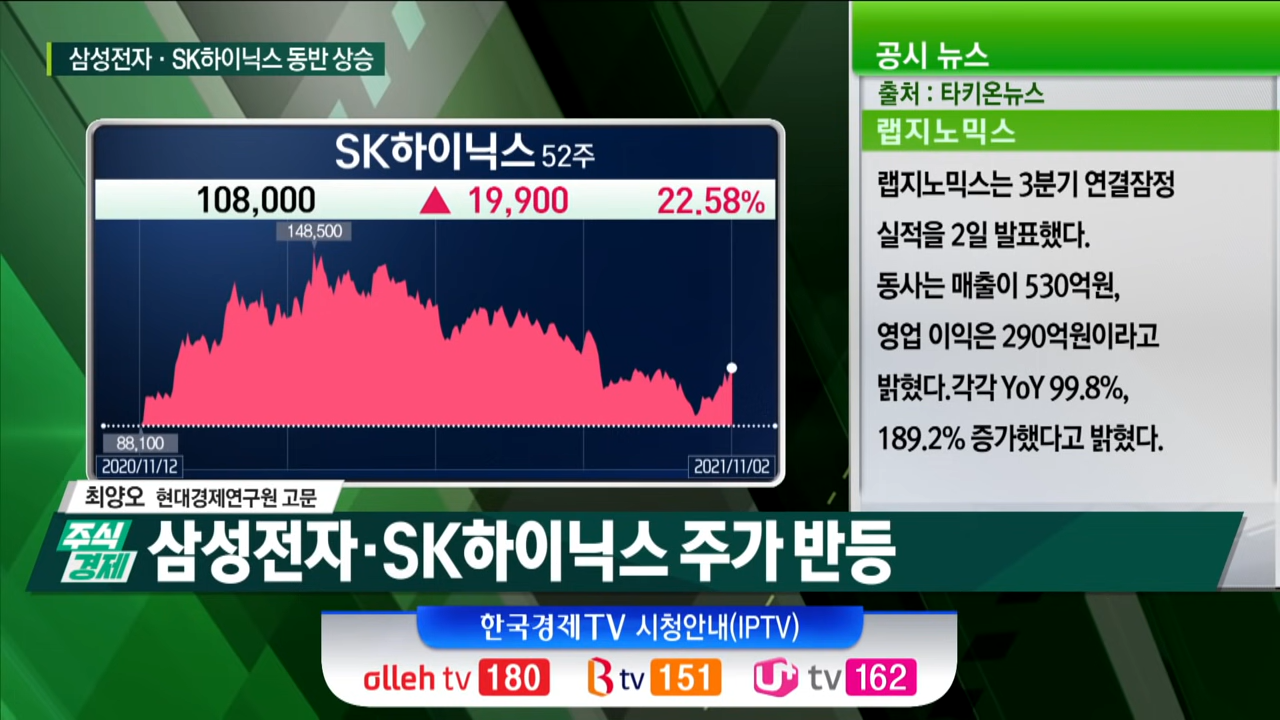 삼성전자 · SK하이닉스 동반 상승
SK하이닉스 52주
108,000 ▲ 19,900 22.58%
148,500
88,100
2020/11/12
2021/11/02
공시 뉴스
출처 : 타키온뉴스
랩지노믹스
랩지노믹스는 3분기 연결잠정
실적을 2일 발표했다.
동사는 매출이 530억원,
영업 이익은 290억원이라고
밝혔다.각각 YoY 99.8%,
189.2% 증가했다고 밝혔다.
최양오 현대경제연구원 고문
주식
경제
삼성전자·SK하이닉스 주가 반등
한국경제TV 시청안내(IPTV)
olleh tv 180 B tv 151 U+ tv 162